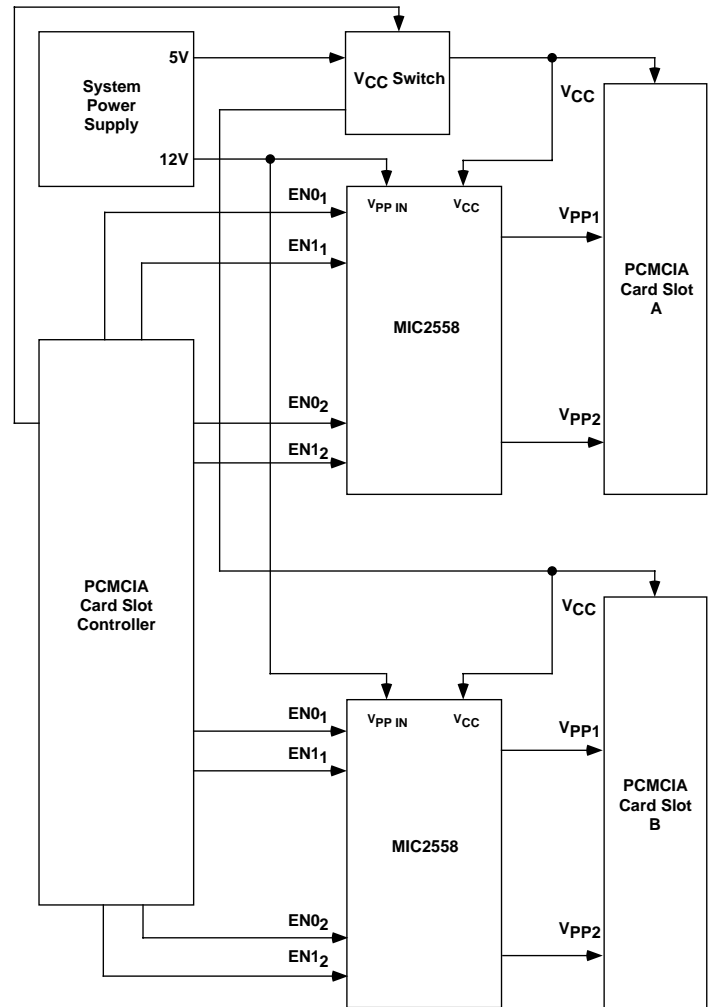 5V
System
Power
Supply
12V
VCC Switch
VCC
EN01
EN11
EN02
EN12
VPP IN
VCC
MIC2558
VPP1
VPP2
PCMCIA
Card Slot
A
PCMCIA
Card Slot
Controller
VCC
EN01
EN11
EN02
EN12
VPP IN
VCC
MIC2558
VPP1
VPP2
PCMCIA
Card Slot
B